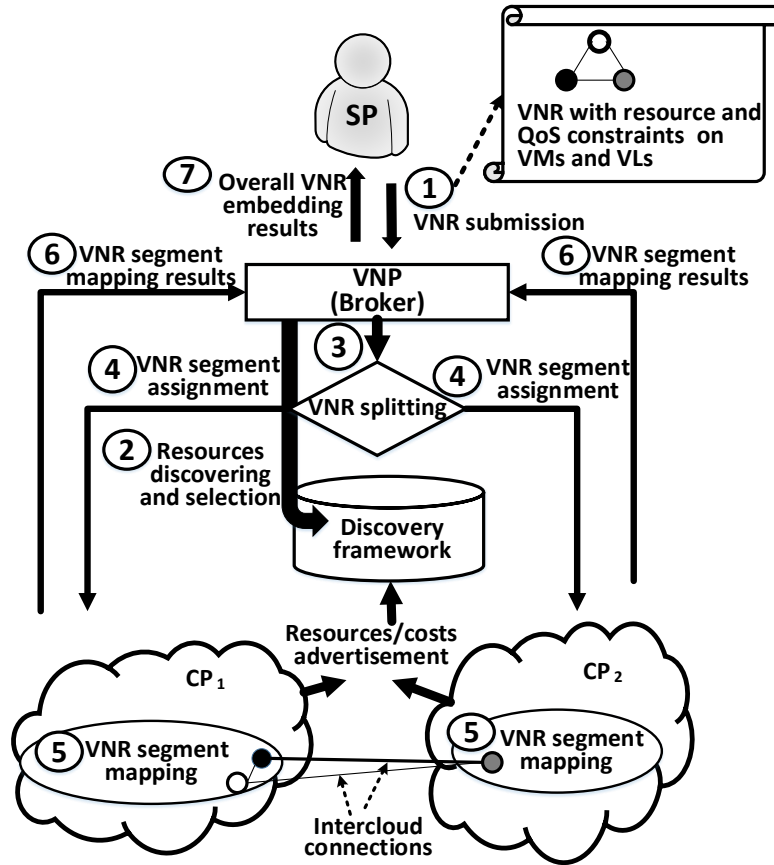 SP
VNR with resource and
QoS constraints on
VMs and VLs
7
Overall VNR
embedding
results
1
VNR submission
6
VNR segment
mapping results
6
VNR segment
mapping results
VNP
(Broker)
3
4
VNR segment
assignment
VNR splitting
4
VNR segment
assignment
2
Resources
discovering
and selection
Discovery
framework
Resources/costs
advertisement
CP 1
CP 2
5
VNR segment
mapping
5
VNR segment
mapping
Intercloud
connections